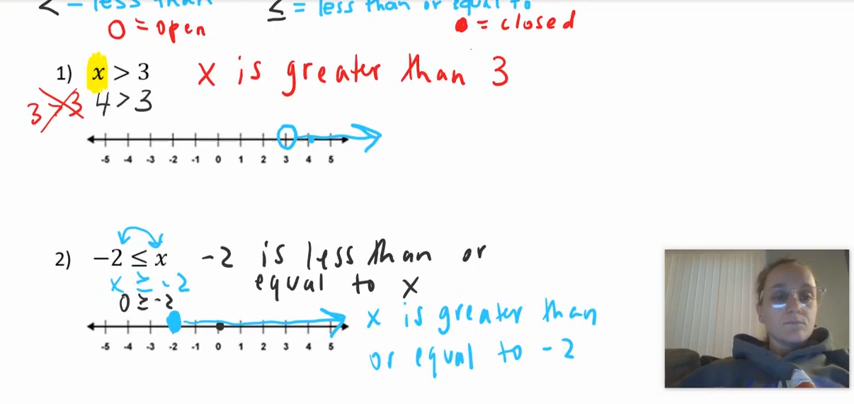 < = less than
≤ = less than or equal to
O = open
● = closed
1) x > 3
x is greater than 3
3 > 3
4 > 3
-5 -4 -3 -2 -1 0 1 2 3 4 5
2) −2 ≤ x
-2 is less than or
equal to x
x ≥ -2
0 ≥ -2
x is greater than
or equal to -2
-5 -4 -3 -2 -1 0 1 2 3 4 5